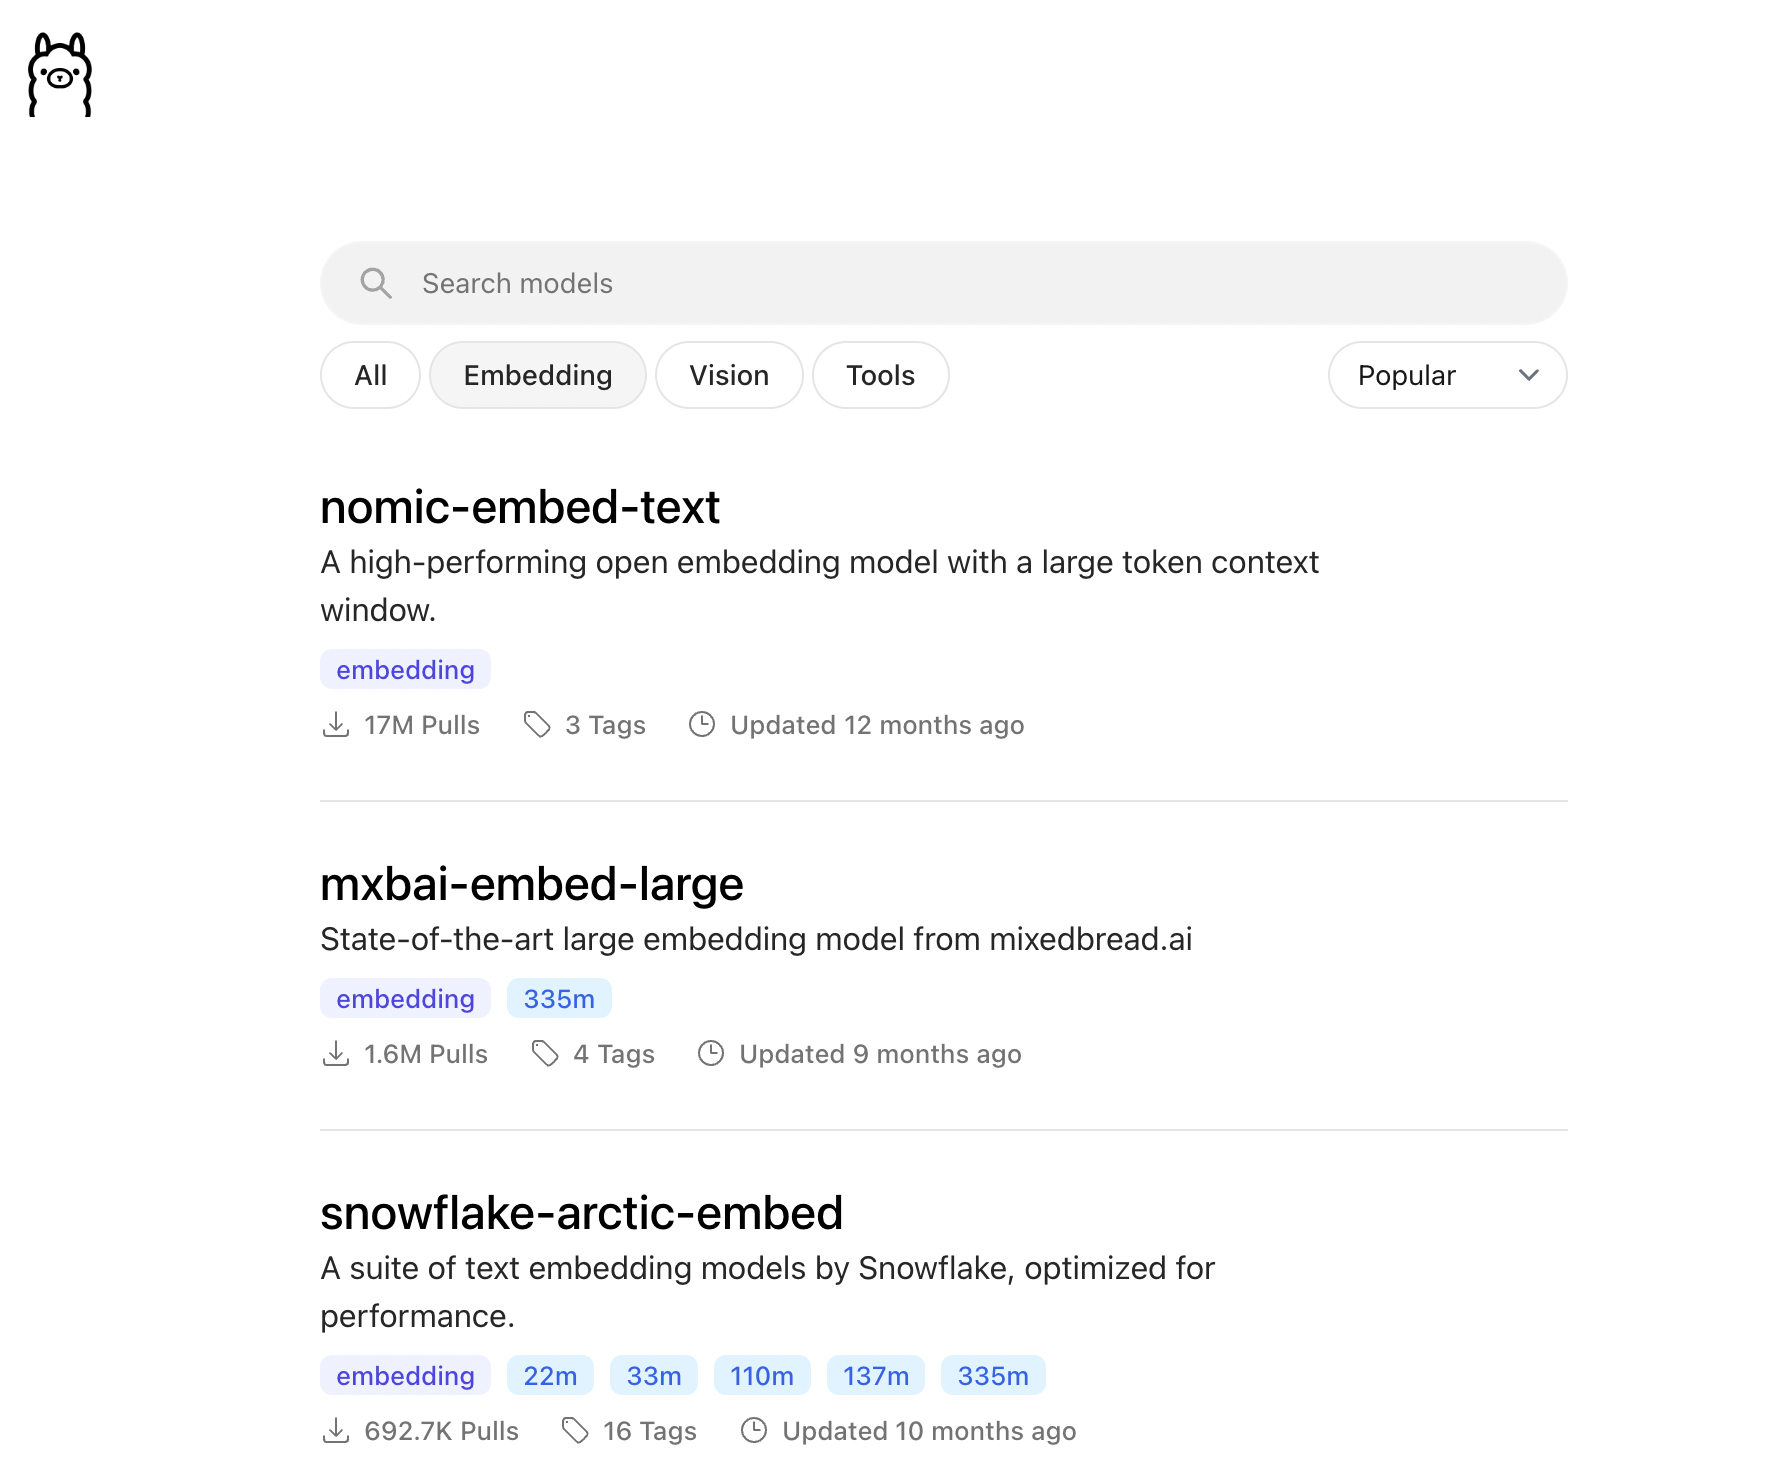 Search models
All Embedding Vision Tools Popular
nomic-embed-text
A high-performing open embedding model with a large token context
window.
embedding
17M Pulls 3 Tags Updated 12 months ago
mxbai-embed-large
State-of-the-art large embedding model from mixedbread.ai
embedding 335m
1.6M Pulls 4 Tags Updated 9 months ago
snowflake-arctic-embed
A suite of text embedding models by Snowflake, optimized for
performance.
embedding 22m 33m 110m 137m 335m
692.7K Pulls 16 Tags Updated 10 months ago